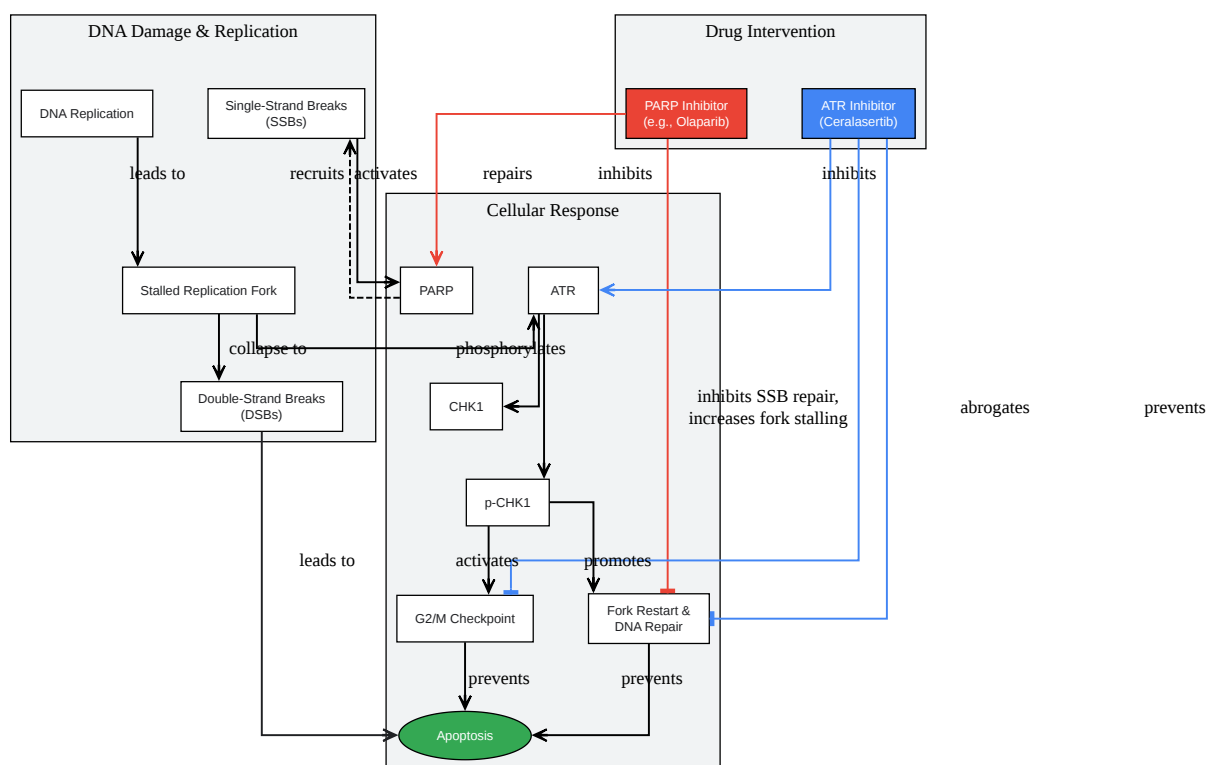 DNA Damage & Replication
Drug Intervention
DNA Replication
Single-Strand Breaks
(SSBs)
PARP Inhibitor
(e.g., Olaparib)
ATR Inhibitor
(Ceralasertib)
leads to
recruits
activates
repairs
inhibits
inhibits
Cellular Response
Stalled Replication Fork
PARP
ATR
collapse to
phosphorylates
Double-Strand Breaks
(DSBs)
CHK1
inhibits SSB repair,
increases fork stalling
abrogates
prevents
p-CHK1
leads to
activates
promotes
G2/M Checkpoint
Fork Restart &
DNA Repair
prevents
prevents
Apoptosis